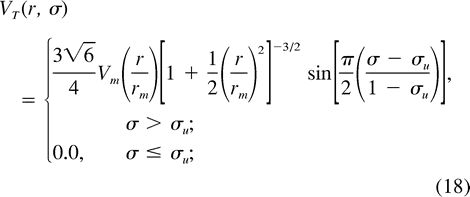 V_T(r, σ)
= { (3√6/4) V_m (r/r_m) [1 + 1/2 (r/r_m)^2]^{-3/2} sin[π/2 ((σ − σ_u)/(1 − σ_u))],
σ > σ_u;
0.0, σ ≤ σ_u;
(18)